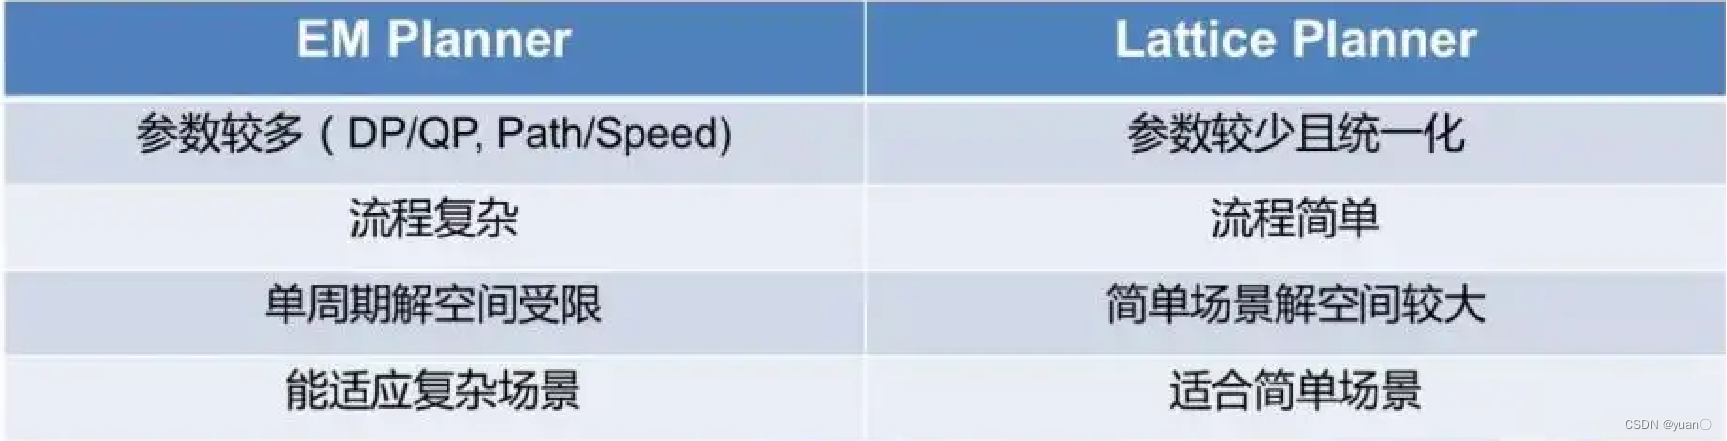 EM Planner
Lattice Planner
参数较多 ( DP/QP, Path/Speed)
参数较少且统一化
流程复杂
流程简单
单周期解空间受限
简单场景解空间较大
能适应复杂场景
适合简单场景
CSDN @yuan〇